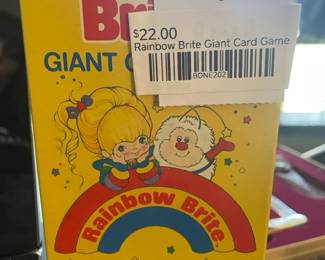 Bri
$22.00
Rainbow Brite Giant Card Game
BONE202
GIANT C
Rainbow Brite